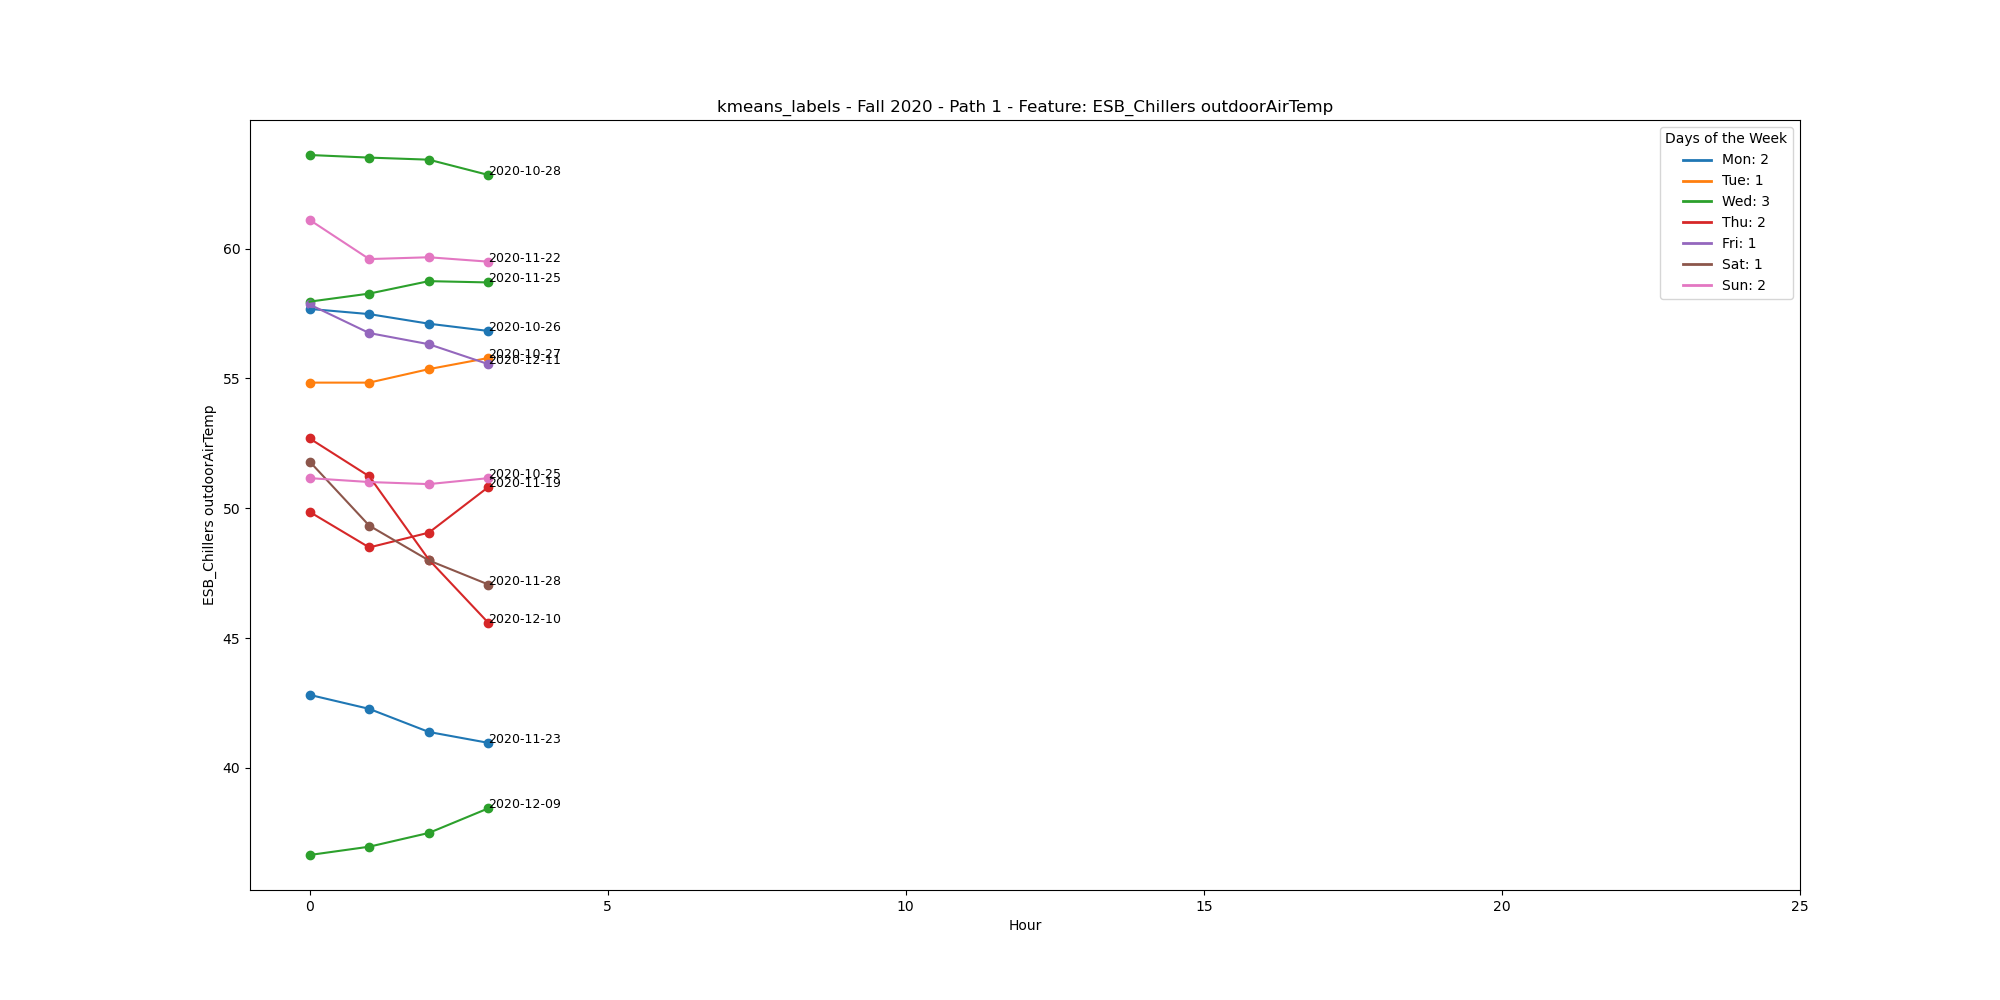 kmeans_labels - Fall 2020 - Path 1 - Feature: ESB_Chillers outdoorAirTemp
Days of the Week
Mon: 2
Tue: 1
Wed: 3
Thu: 2
Fri: 1
Sat: 1
Sun: 2
2020-10-28
2020-11-22
2020-11-25
2020-10-26
2020-10-27
2020-12-11
2020-10-25
2020-11-19
2020-11-28
2020-12-10
2020-11-23
2020-12-09
60
55
50
45
40
ESB_Chillers outdoorAirTemp
0 5 10 15 20 25
Hour